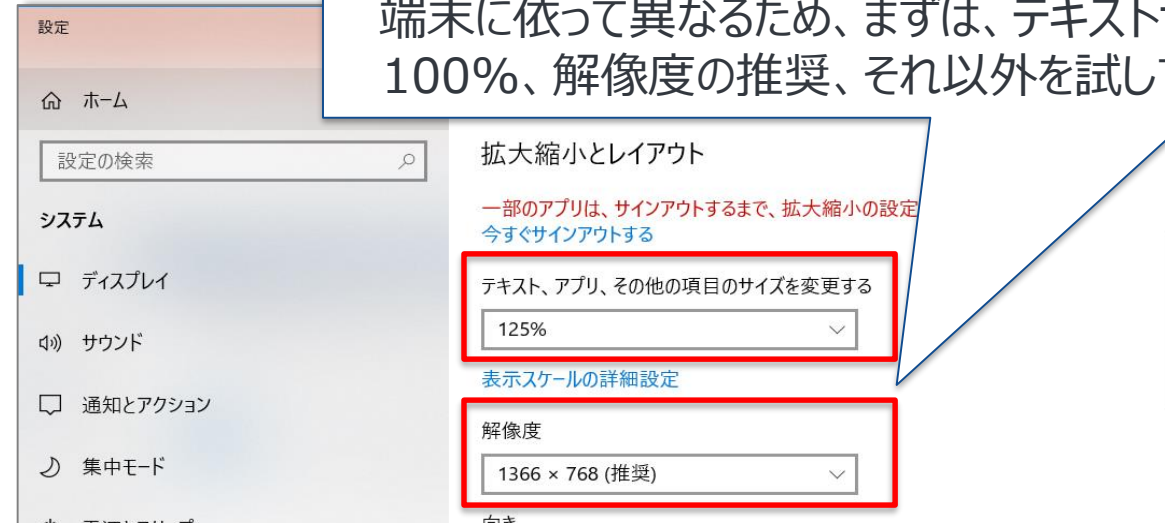 端末に依って異なるため、まずは、テキスト
100%、解像度の推奨、それ以外を試し
設定
ホーム
設定の検索
システム
ディスプレイ
サウンド
通知とアクション
集中モード
拡大縮小とレイアウト
一部のアプリは、サインアウトするまで、拡大縮小の設定
今すぐサインアウトする
テキスト、アプリ、その他の項目のサイズを変更する
125%
表示スケールの詳細設定
解像度
1366 × 768 (推奨)
向き